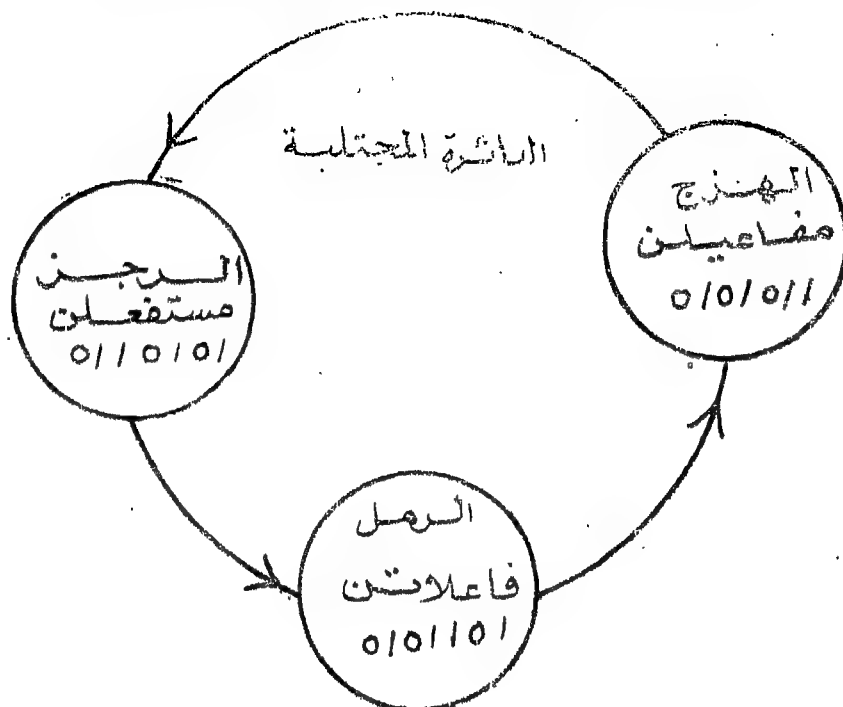 الدائرة المجتلبة
الهزج
مفاعيلن
0/0/0//
الرجز
مستفعلن
0//0/0/
الرمل
فاعلاتن
0/0//0/